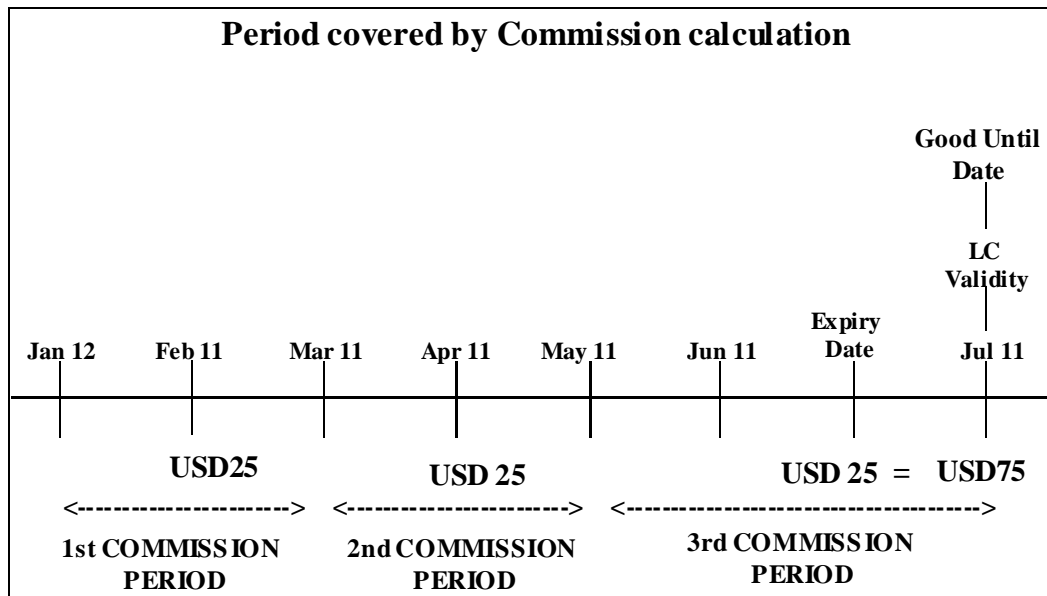 Period covered by Commission calculation
Good Until
Date
LC
Validity
Expiry
Date
Jan 12 Feb 11 Mar 11 Apr 11 May 11 Jun 11 Jul 11
USD25 USD 25 USD 25 = USD75
<-------------------------> <-----------------------> <---------------------------------------->
1st COMMISSION
PERIOD
2nd COMMISSION
PERIOD
3rd COMMISSION
PERIOD